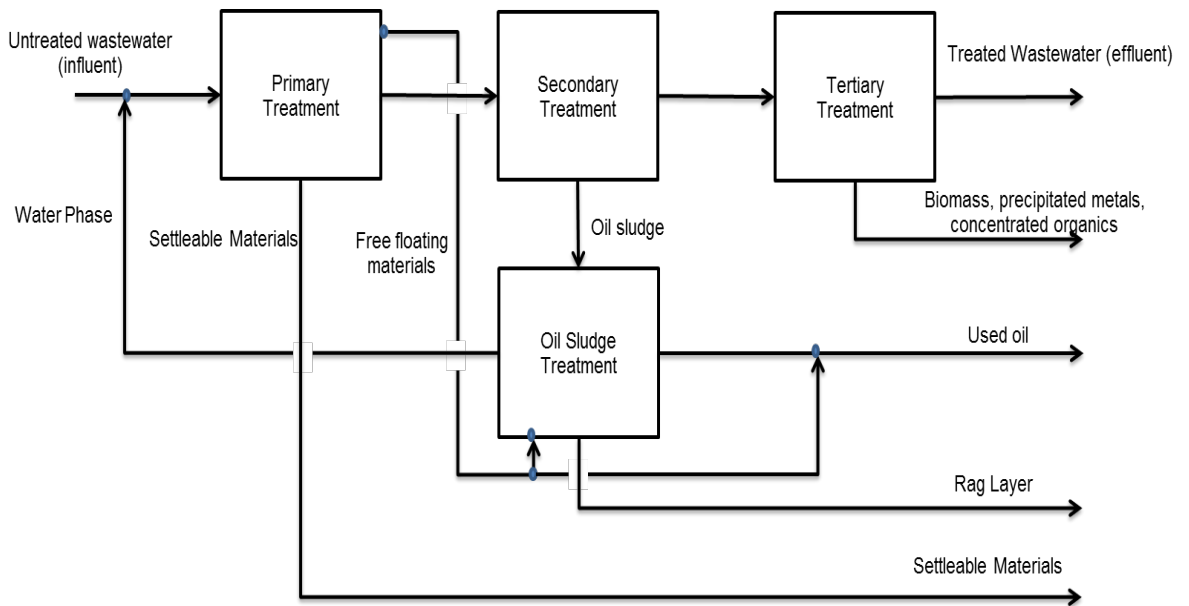 Untreated wastewater
(influent)
Primary
Treatment
Secondary
Treatment
Tertiary
Treatment
Treated Wastewater (effluent)
Biomass, precipitated metals,
concentrated organics
Water Phase
Settleable Materials
Free floating
materials
Oil sludge
Oil Sludge
Treatment
Used oil
Rag Layer
Settleable Materials